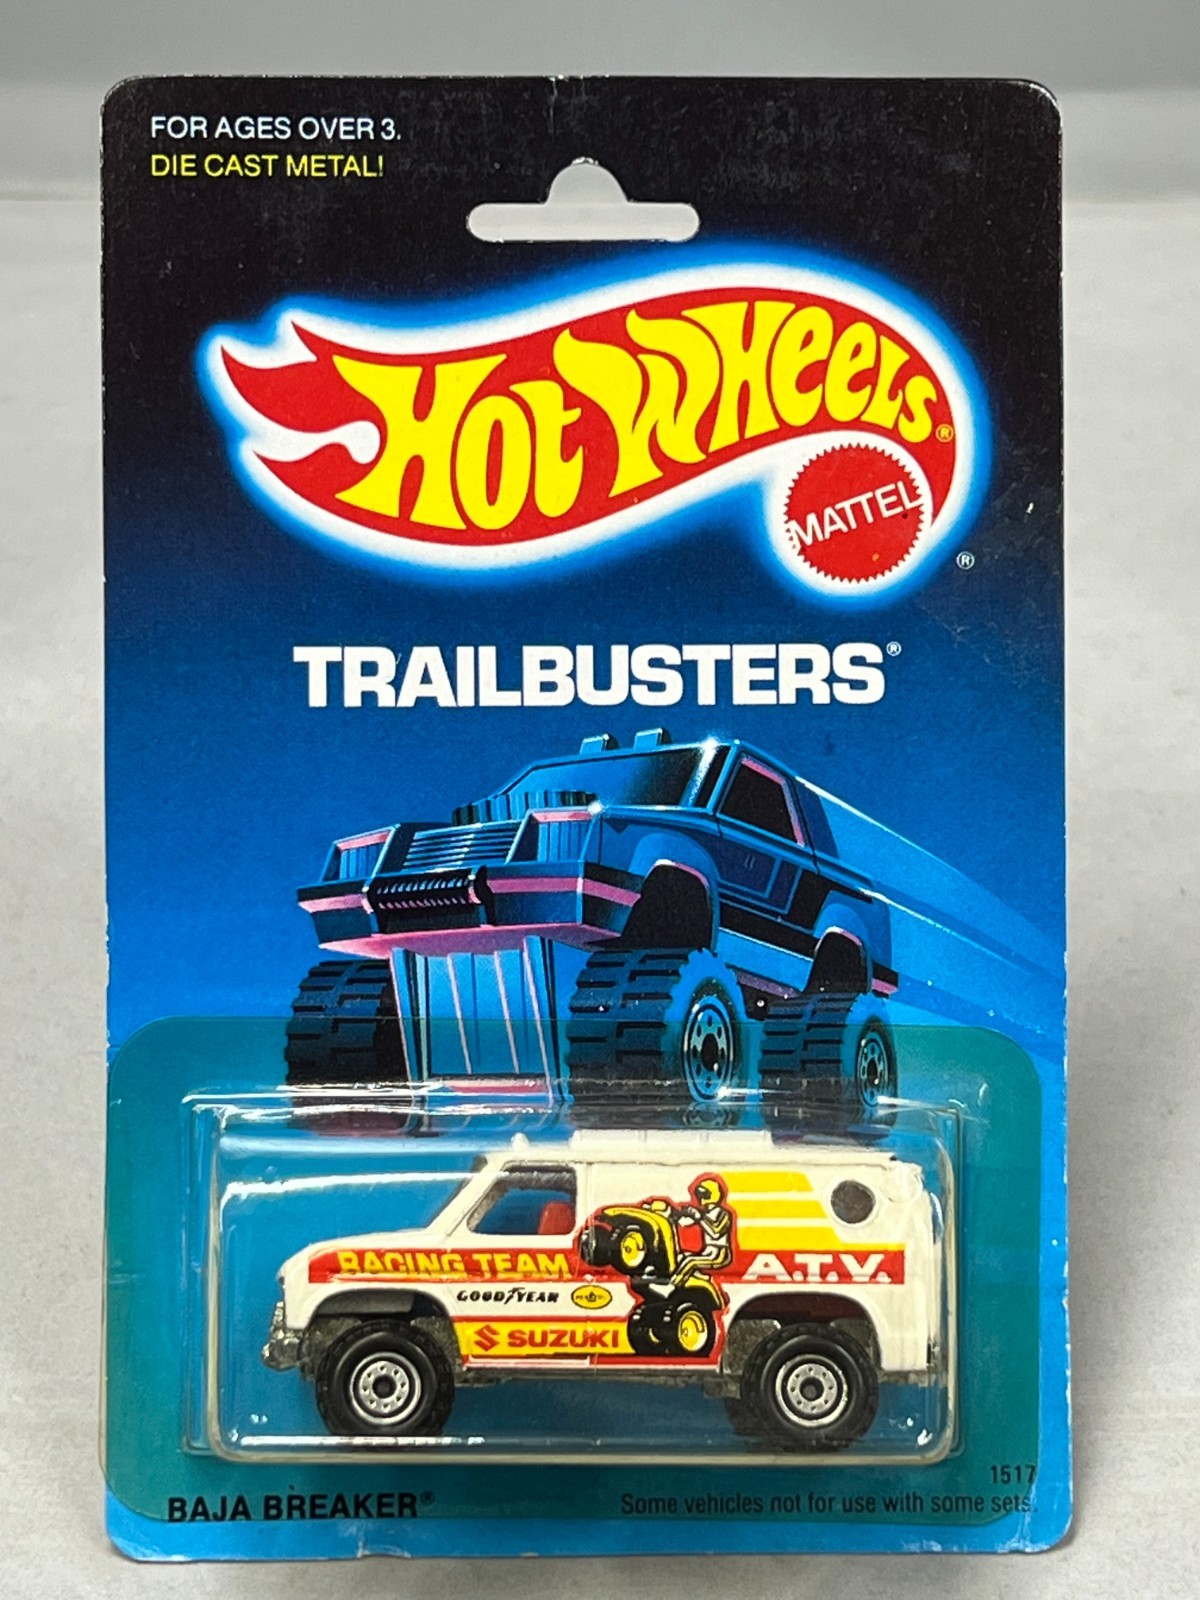 FOR AGES OVER 3.
DIE CAST METAL!
HOT WHEELS®
MATTEL
®
TRAILBUSTERS®
RACING TEAM
A.T.V.
GOODYEAR
SUZUKI
1517
BAJA BREAKER®
Some vehicles not for use with some sets.